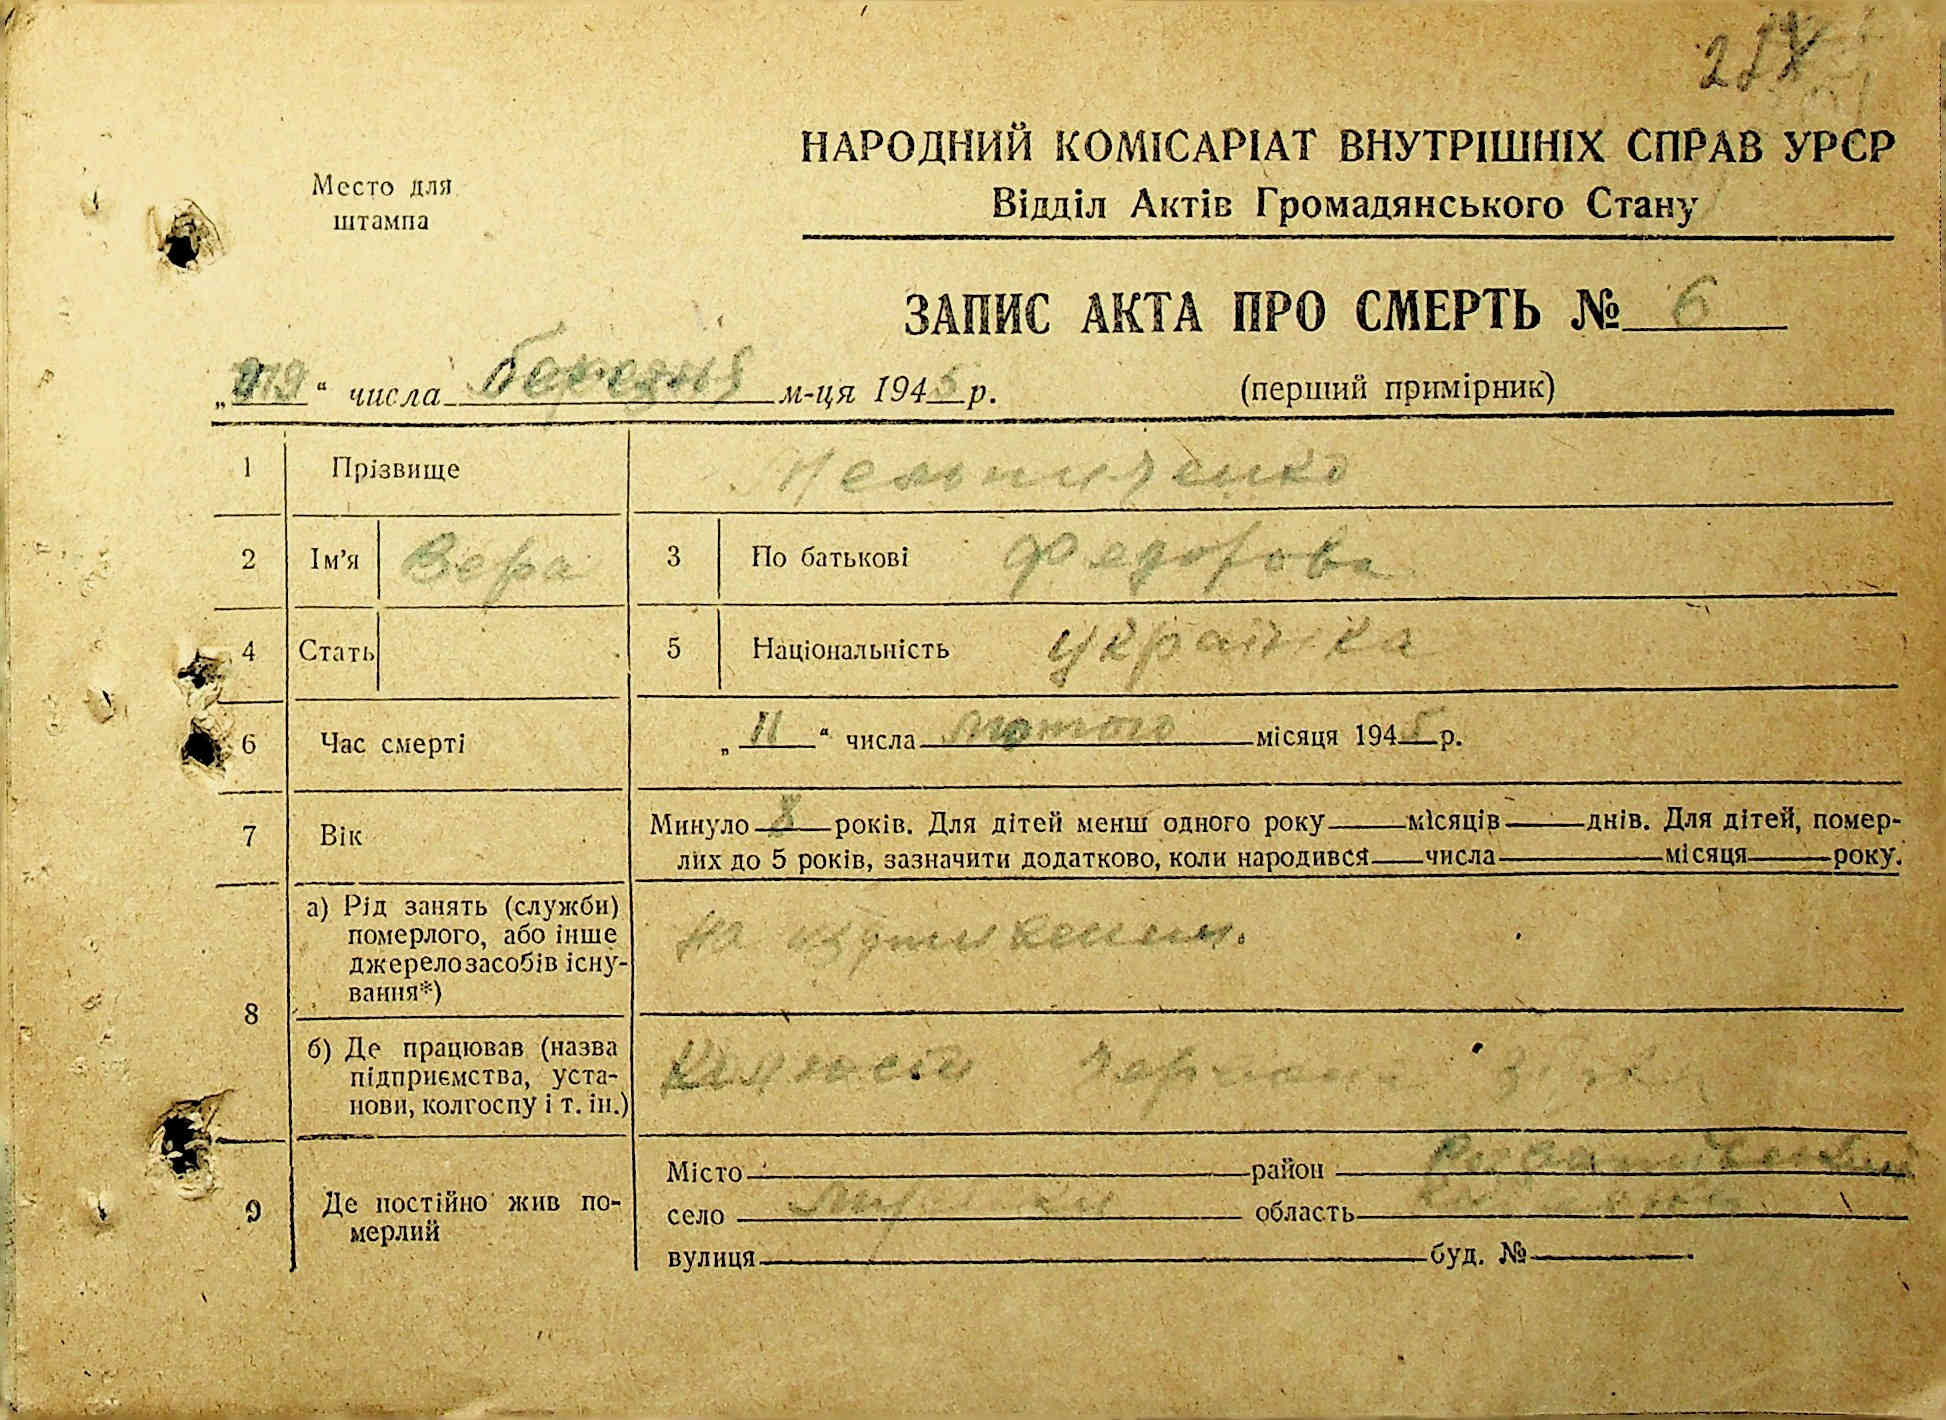 Место для
штампа
НАРОДНИЙ КОМІСАРІАТ ВНУТРІШНІХ СПРАВ УРСР
Відділ Актів Громадянського Стану
ЗАПИС АКТА ПРО СМЕРТЬ № 6
„ “ числа березня м-ця 1945 р.
(перший примірник)
1 Прізвище Мельниченко
2 Ім'я Вера 3 По батькові Федорова
4 Стать 5 Національність українка
6 Час смерті „ 11 “ числа лютого місяця 1945 р.
7 Вік Минуло 8 років. Для дітей менш одного року місяців днів. Для дітей, помер-
лих до 5 років, зазначити додатково, коли народився числа місяця року.
8 а) Рід занять (служби)
померлого, або інше
джерело засобів існу-
вання*)
на
б) Де працював (назва
підприємства, уста-
нови, колгоспу і т. ін.)
9 Де постійно жив по-
мерлий
Місто район
село область
вулиця буд. №